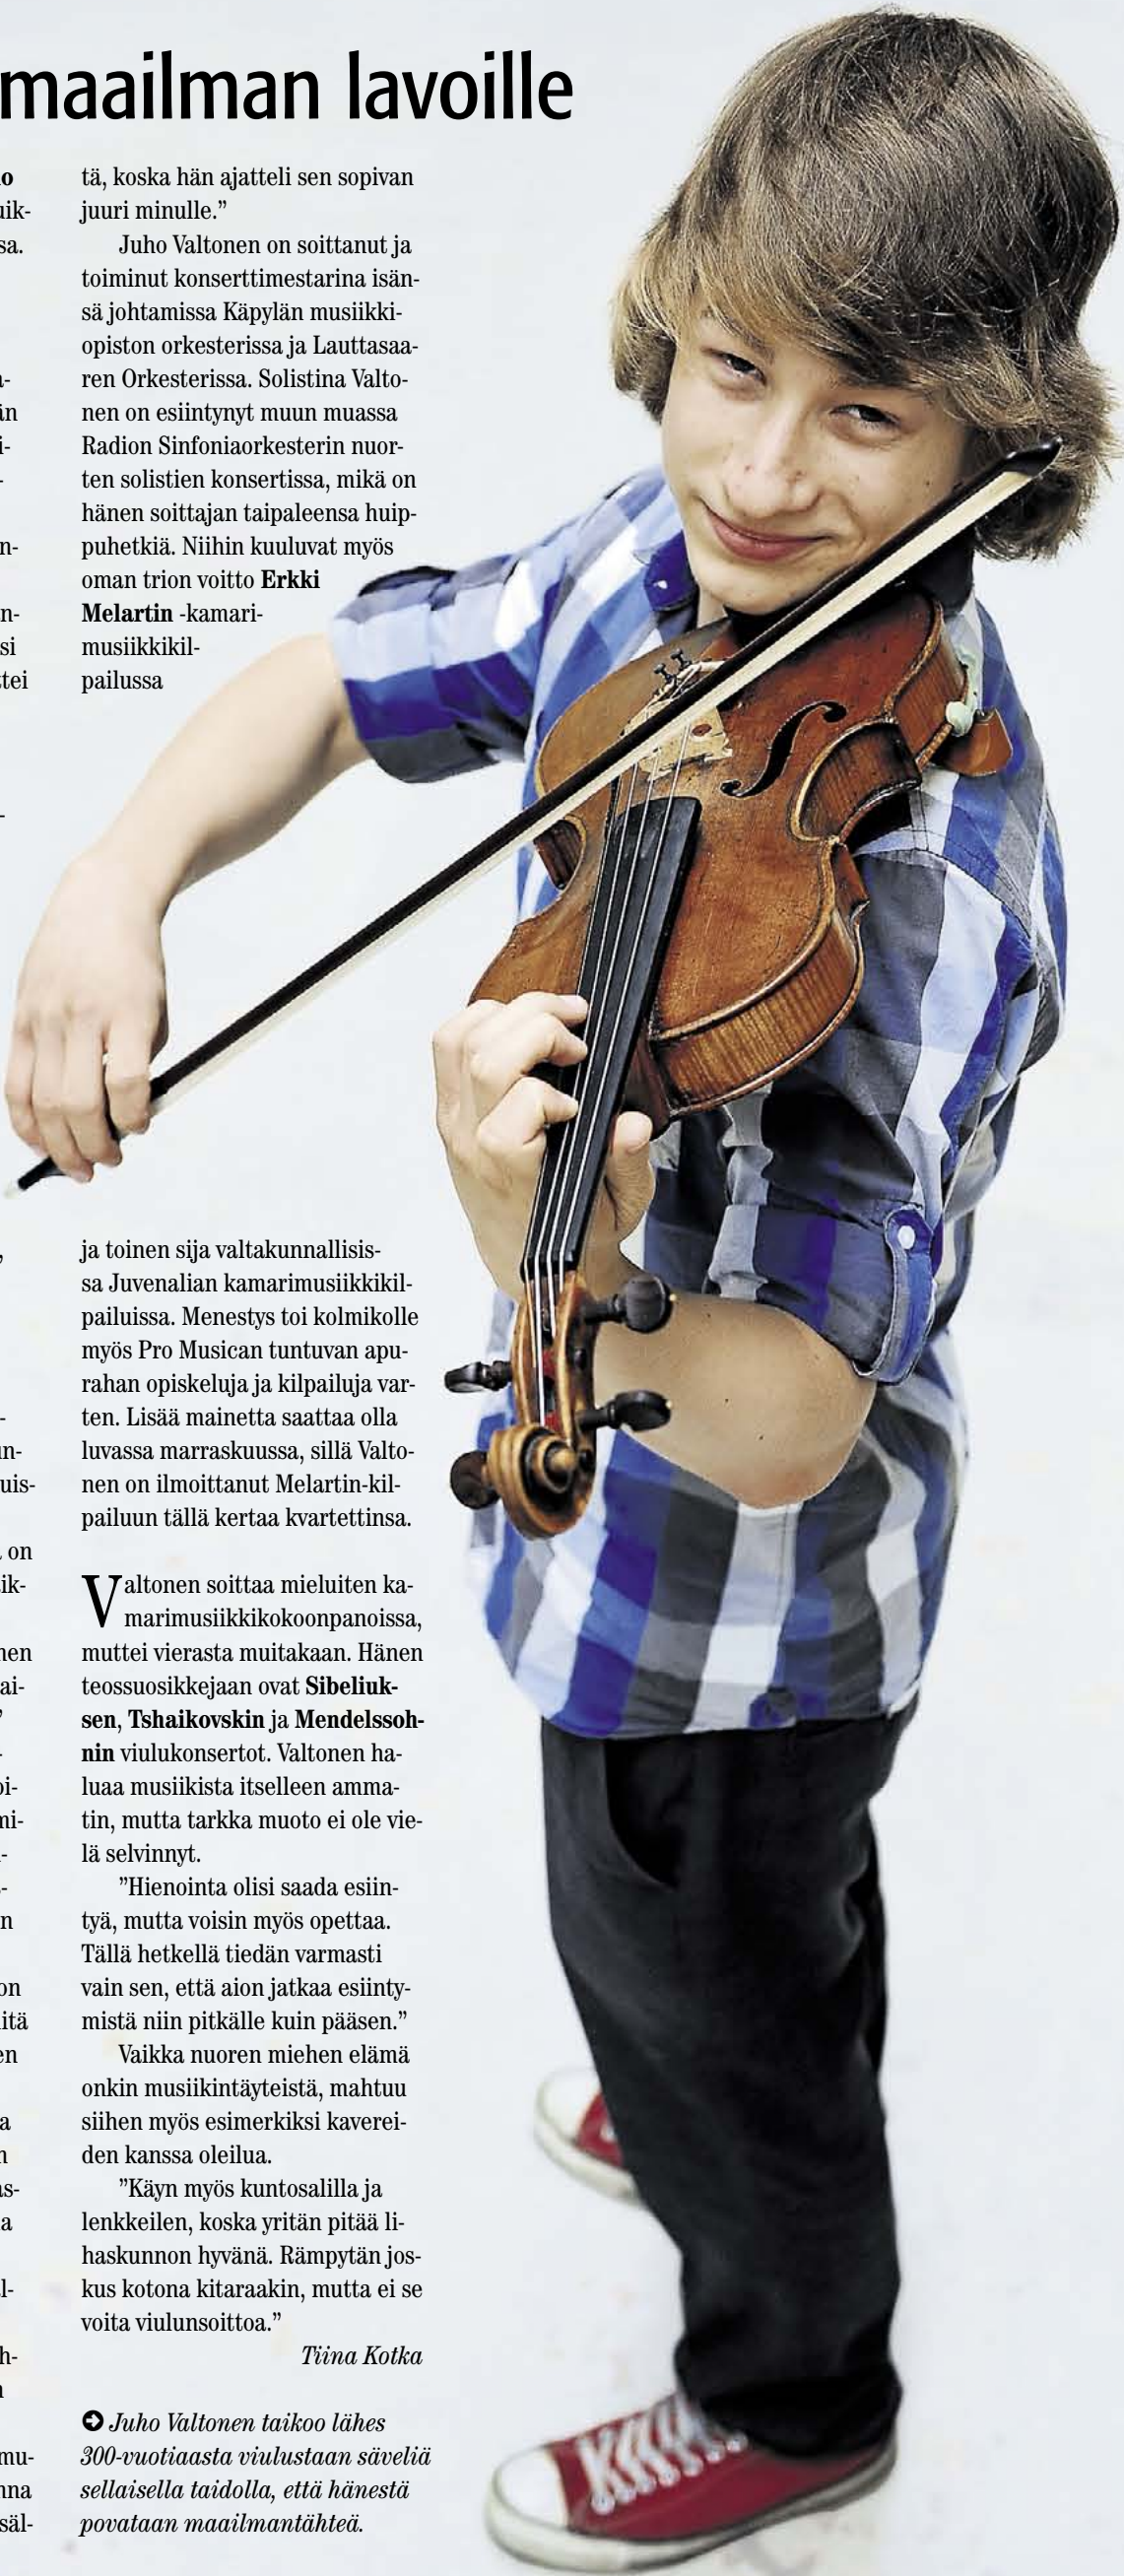 maailman lavoille
tä, koska hän ajatteli sen sopivan
juuri minulle.”
Juho Valtonen on soittanut ja
toiminut konserttimestarina isän-
sä johtamissa Käpylän musiikki-
opiston orkesterissa ja Lauttasaa-
ren Orkesterissa. Solistina Valto-
nen on esiintynyt muun muassa
Radion Sinfoniaorkesterin nuor-
ten solistien konsertissa, mikä on
hänen soittajan taipaleensa huip-
puhetkiä. Niihin kuuluvat myös
oman trion voitto Erkki
Melartin -kamari-
musiikkikil-
pailussa
ja toinen sija valtakunnallisis-
sa Juvenalian kamarimusiikkikil-
pailuissa. Menestys toi kolmikolle
myös Pro Musican tuntuvan apu-
rahan opiskeluja ja kilpailuja var-
ten. Lisää mainetta saattaa olla
luvassa marraskuussa, sillä Valto-
nen on ilmoittanut Melartin-kil-
pailuun tällä kertaa kvartettinsa.
Valtonen soittaa mieluiten ka-
marimusiikkikokoonpanoissa,
muttei vierasta muitakaan. Hänen
teossuosikkejaan ovat Sibeliuk-
sen, Tshaikovskin ja Mendelssoh-
nin viulukonsertot. Valtonen ha-
luaa musiikista itselleen amma-
tin, mutta tarkka muoto ei ole vie-
lä selvinnyt.
”Hienointa olisi saada esiin-
tyä, mutta voisin myös opettaa.
Tällä hetkellä tiedän varmasti
vain sen, että aion jatkaa esiinty-
mistä niin pitkälle kuin pääsen.”
Vaikka nuoren miehen elämä
onkin musiikintäyteistä, mahtuu
siihen myös esimerkiksi kaverei-
den kanssa oleilua.
”Käyn myös kuntosalilla ja
lenkkeilen, koska yritän pitää li-
haskunnon hyvänä. Rämpytän jos-
kus kotona kitaraakin, mutta ei se
voita viulunsoittoa.”
Tiina Kotka
Juho Valtonen taikoo lähes
300-vuotiaasta viulustaan säveliä
sellaisella taidolla, että hänestä
povataan maailmantähteä.